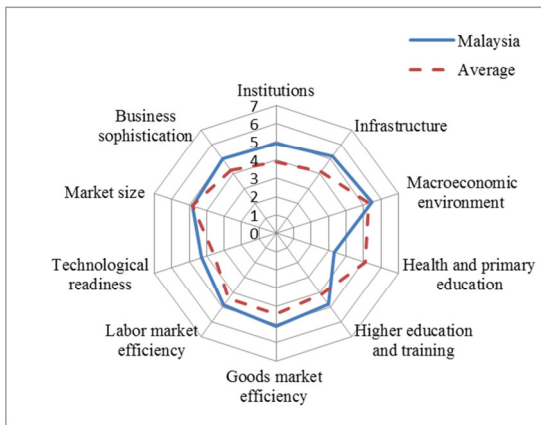 Malaysia
Average
Institutions
Infrastructure
Macroeconomic
environment
Health and primary
education
Higher education
and training
Goods market
efficiency
Labor market
efficiency
Technological
readiness
Market size
Business
sophistication
7
6
5
4
3
2
1
0